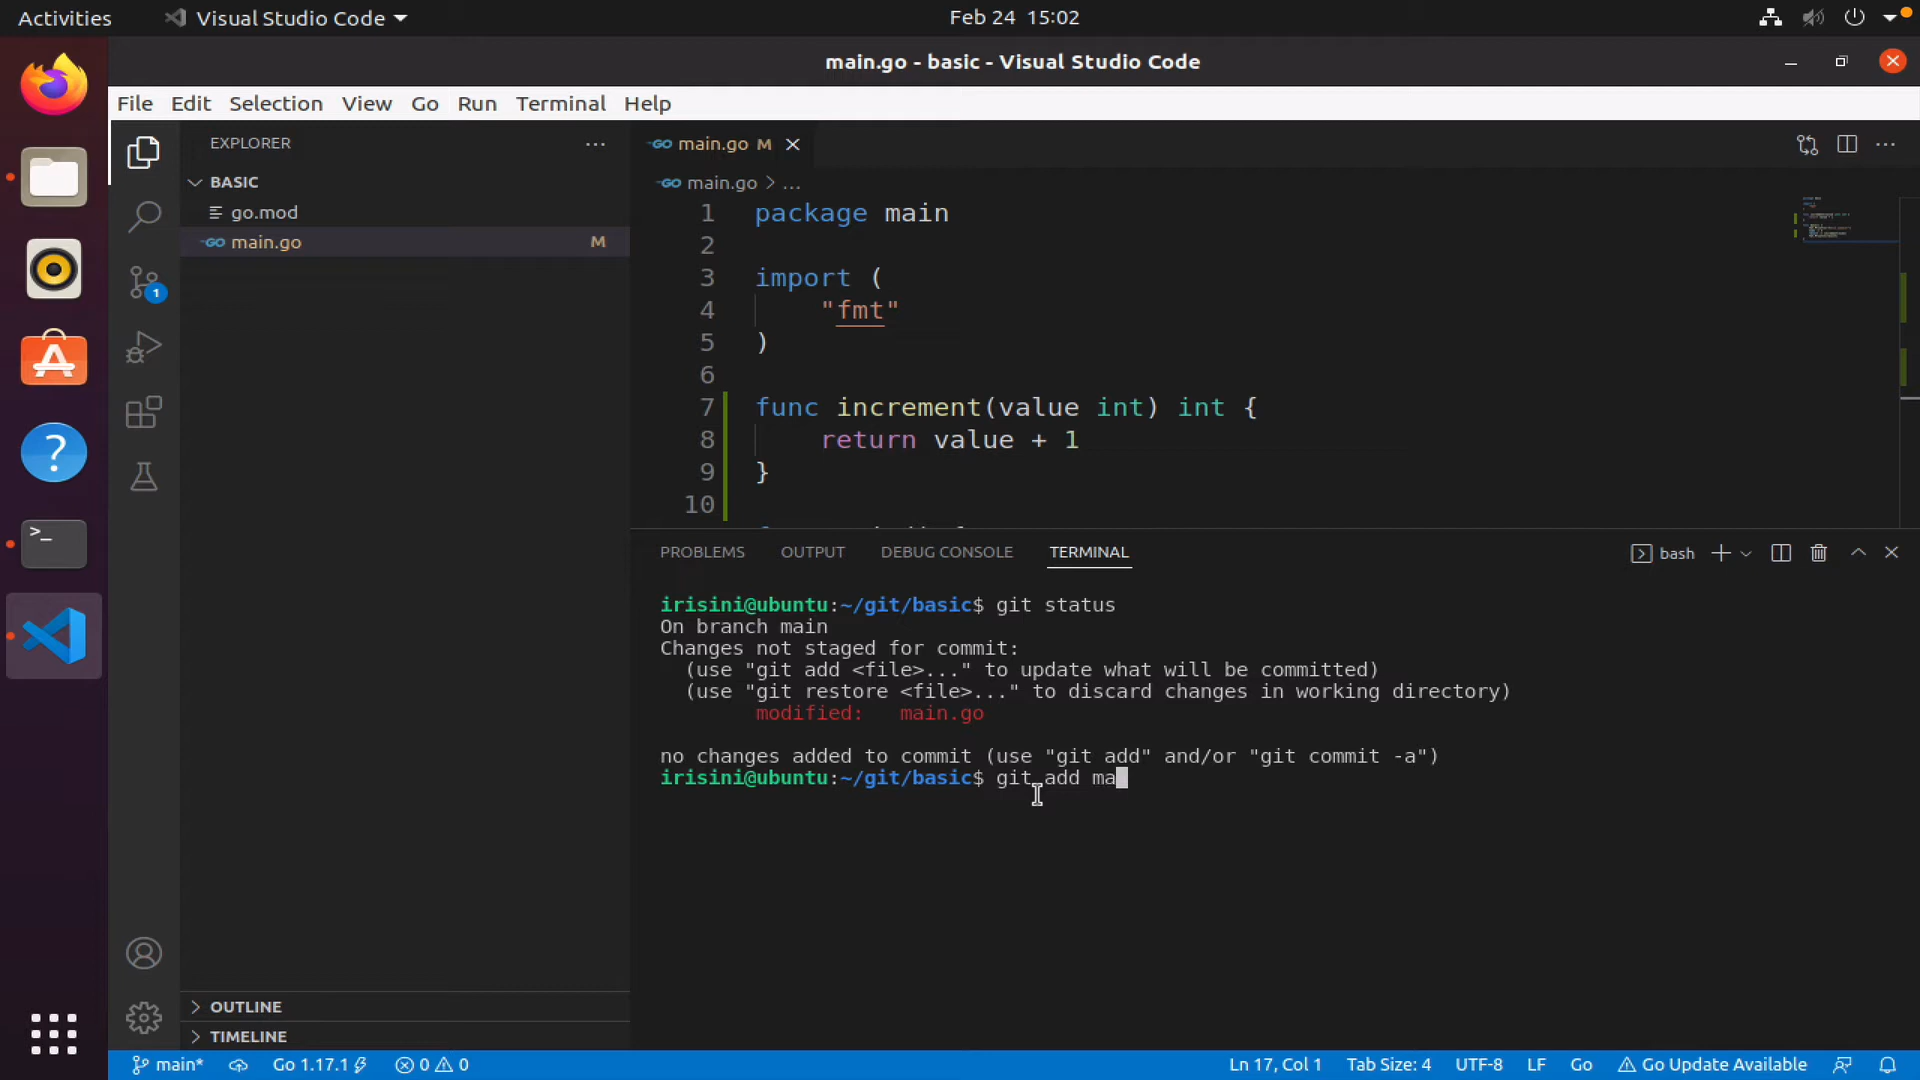 Activities
Visual Studio Code
Feb 24 15:02
main.go - basic - Visual Studio Code
File Edit Selection View Go Run Terminal Help
EXPLORER
BASIC
go.mod
GO main.go M
1
GO main.go M
GO main.go > ...
1 package main
2
3 import (
4 "fmt"
5 )
6
7 func increment(value int) int {
8 return value + 1
9 }
10
PROBLEMS OUTPUT DEBUG CONSOLE TERMINAL
bash
irisini@ubuntu:~/git/basic$ git status
On branch main
Changes not staged for commit:
(use "git add <file>..." to update what will be committed)
(use "git restore <file>..." to discard changes in working directory)
modified: main.go
no changes added to commit (use "git add" and/or "git commit -a")
irisini@ubuntu:~/git/basic$ git add ma
OUTLINE
TIMELINE
main* Go 1.17.1 0 0 Ln 17, Col 1 Tab Size: 4 UTF-8 LF Go Go Update Available